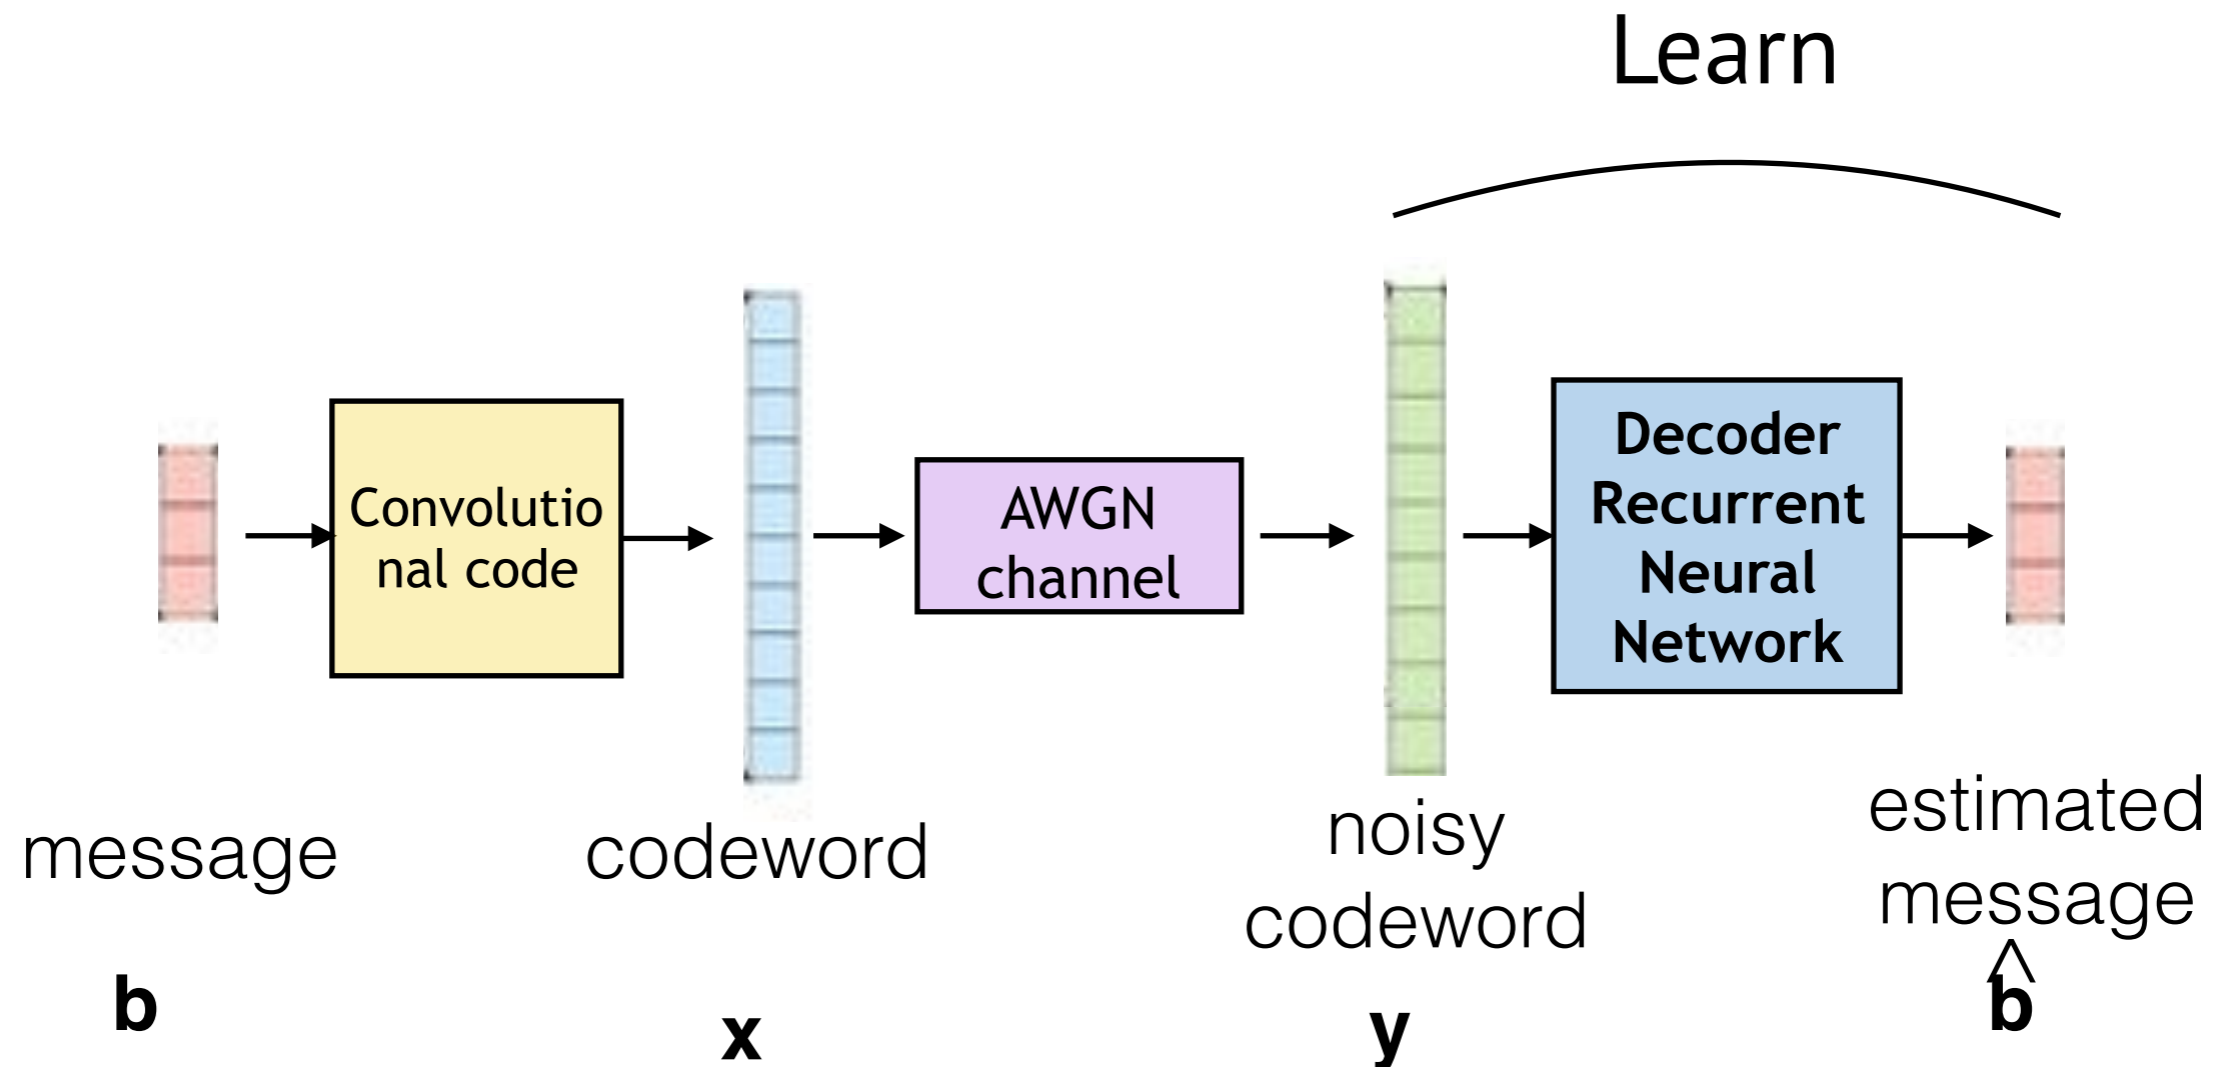 Learn
Convolutio
nal code
AWGN
channel
Decoder
Recurrent
Neural
Network
message
codeword
noisy
codeword
estimated
message
b
x
y
^
b